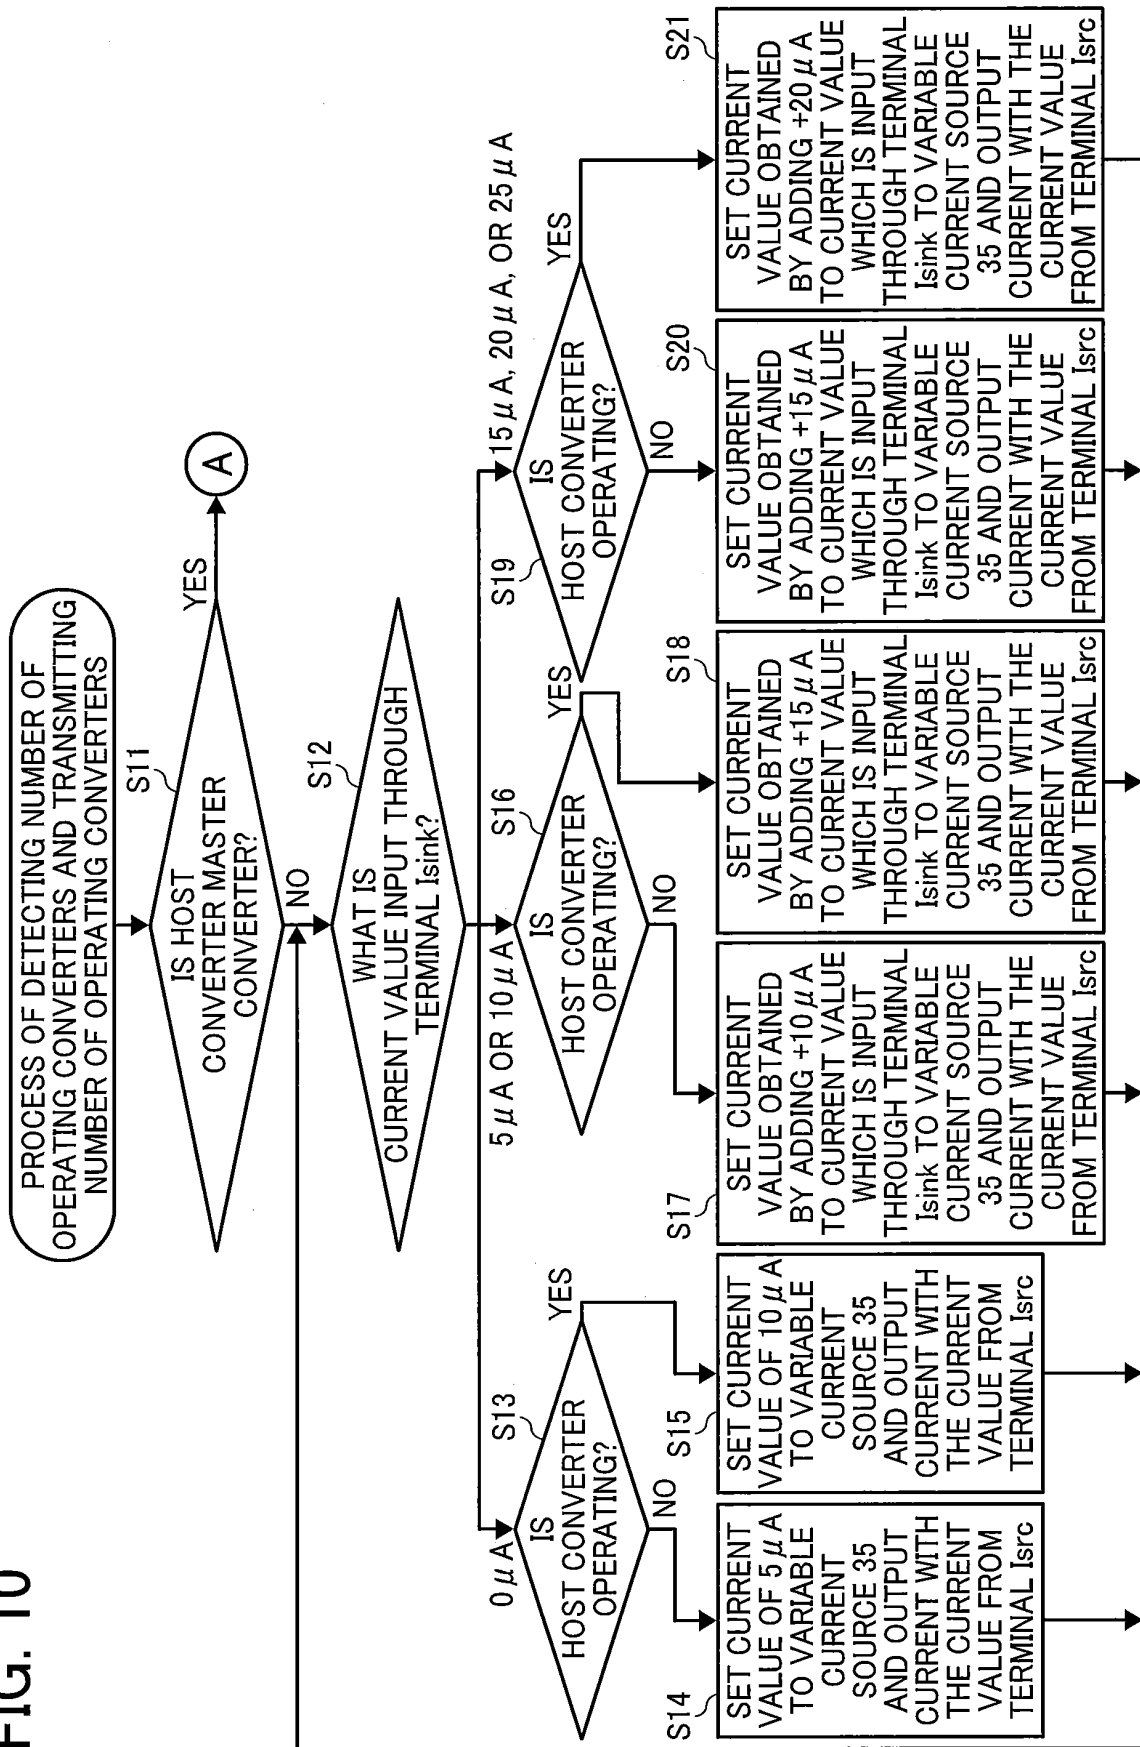 FIG. 10
PROCESS OF DETECTING NUMBER OF
OPERATING CONVERTERS AND TRANSMITTING
NUMBER OF OPERATING CONVERTERS
S11
IS HOST
CONVERTER MASTER
CONVERTER?
YES
A
NO
S12
WHAT IS
CURRENT VALUE INPUT THROUGH
TERMINAL Isink?
0μA
5μA OR 10μA
15μA, 20μA, OR 25μA
S13
IS
HOST CONVERTER
OPERATING?
YES
NO
S16
IS
HOST CONVERTER
OPERATING?
YES
NO
S19
IS
HOST CONVERTER
OPERATING?
YES
NO
S14
SET CURRENT
VALUE OF 5μA
TO VARIABLE
CURRENT
SOURCE 35
AND OUTPUT
CURRENT WITH
THE CURRENT
VALUE FROM
TERMINAL Isrc
S15
SET CURRENT
VALUE OF 10μA
TO VARIABLE
CURRENT
SOURCE 35
AND OUTPUT
CURRENT WITH
THE CURRENT
VALUE FROM
TERMINAL Isrc
S17
SET CURRENT
VALUE OBTAINED
BY ADDING +10μA
TO CURRENT VALUE
WHICH IS INPUT
THROUGH TERMINAL
Isink TO VARIABLE
CURRENT SOURCE
35 AND OUTPUT
CURRENT WITH THE
CURRENT VALUE
FROM TERMINAL Isrc
S18
SET CURRENT
VALUE OBTAINED
BY ADDING +15μA
TO CURRENT VALUE
WHICH IS INPUT
THROUGH TERMINAL
Isink TO VARIABLE
CURRENT SOURCE
35 AND OUTPUT
CURRENT WITH THE
CURRENT VALUE
FROM TERMINAL Isrc
S20
SET CURRENT
VALUE OBTAINED
BY ADDING +15μA
TO CURRENT VALUE
WHICH IS INPUT
THROUGH TERMINAL
Isink TO VARIABLE
CURRENT SOURCE
35 AND OUTPUT
CURRENT WITH THE
CURRENT VALUE
FROM TERMINAL Isrc
S21
SET CURRENT
VALUE OBTAINED
BY ADDING +20μA
TO CURRENT VALUE
WHICH IS INPUT
THROUGH TERMINAL
Isink TO VARIABLE
CURRENT SOURCE
35 AND OUTPUT
CURRENT WITH THE
CURRENT VALUE
FROM TERMINAL Isrc